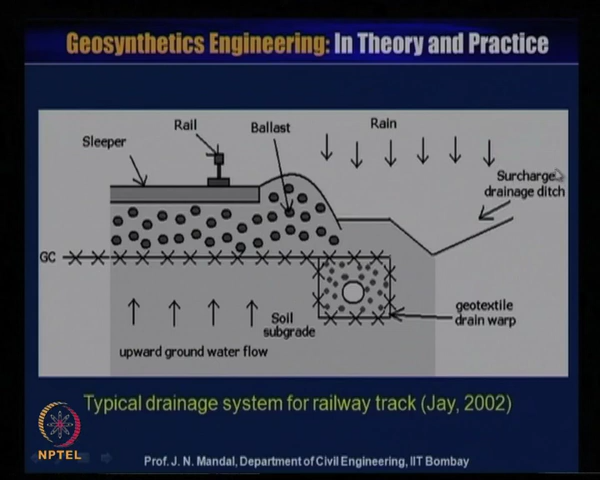 Geosynthetics Engineering: In Theory and Practice
Rail
Ballast
Rain
Sleeper
Surcharge
drainage ditch
GC
Soil
subgrade
geotextile
drain warp
upward ground water flow
Typical drainage system for railway track (Jay, 2002)
NPTEL
Prof. J. N. Mandal, Department of Civil Engineering, IIT Bombay